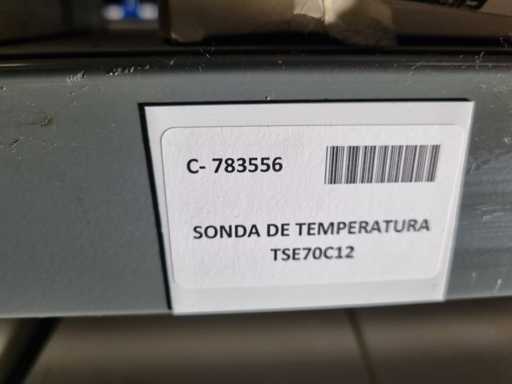 C- 783556
SONDA DE TEMPERATURA
TSE70C12